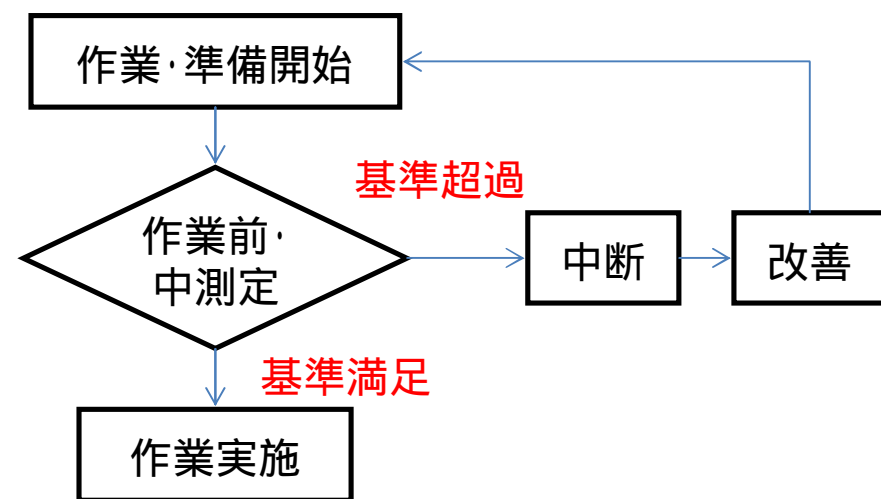 作業·準備開始
基準超過
作業前·
中測定
中断
改善
基準満足
作業実施